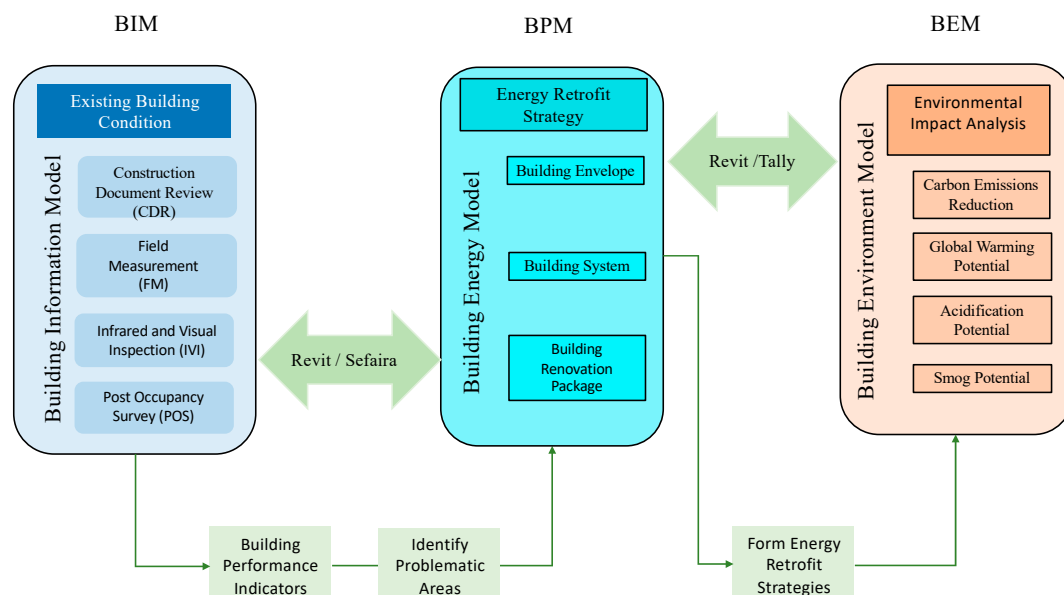 BIM
BPM
BEM
Building Information Model
Existing Building
Condition
Construction
Document Review
(CDR)
Field
Measurement
(FM)
Infrared and Visual
Inspection (IVI)
Post Occupancy
Survey (POS)
Revit / Sefaira
Building Energy Model
Energy Retrofit
Strategy
Building Envelope
Building System
Building
Renovation
Package
Revit /Tally
Building Environment Model
Environmental
Impact Analysis
Carbon Emissions
Reduction
Global Warming
Potential
Acidification
Potential
Smog Potential
Building
Performance
Indicators
Identify
Problematic
Areas
Form Energy
Retrofit
Strategies